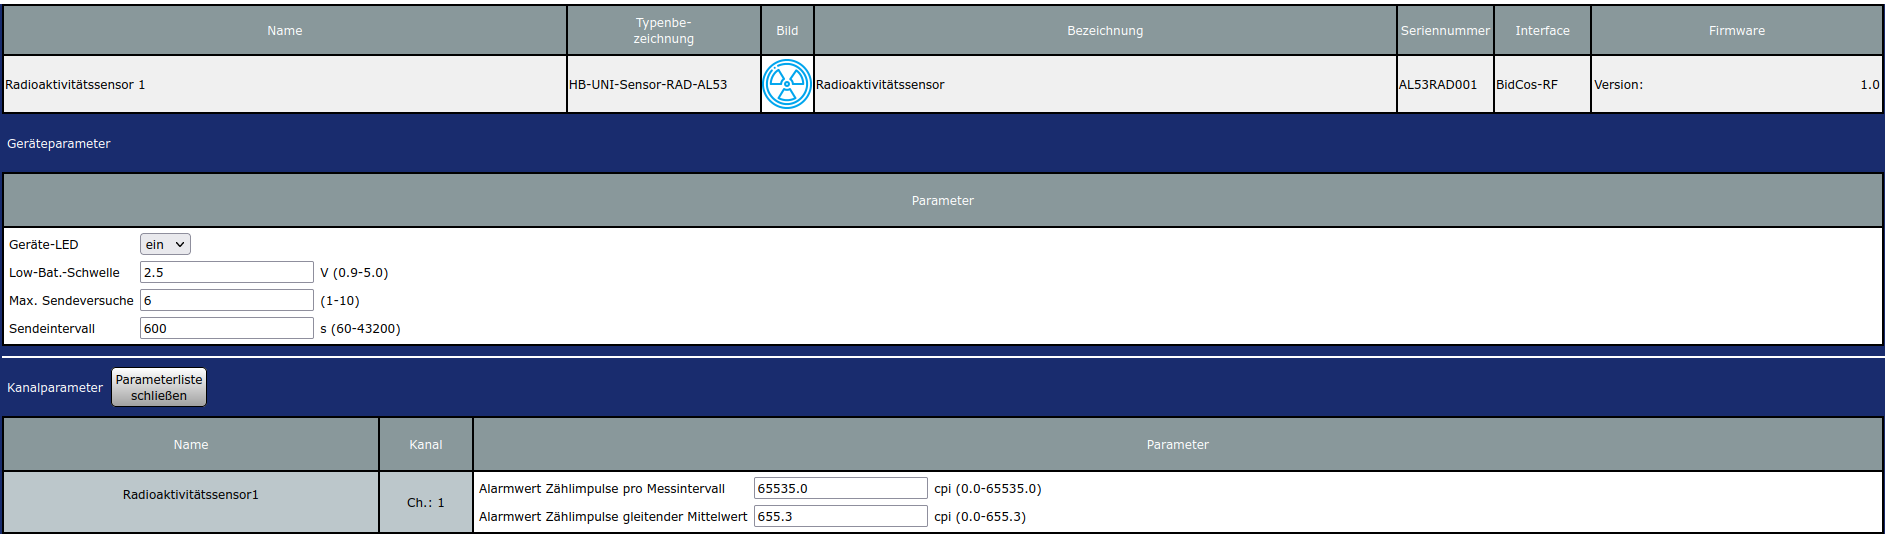 Name Typenbe-
zeichnung Bild Bezeichnung Seriennummer Interface Firmware
Radioaktivitätssensor 1 HB-UNI-Sensor-RAD-AL53 Radioaktivitätssensor AL53RAD001 BidCos-RF Version: 1.0
Geräteparameter
Parameter
Geräte-LED ein
Low-Bat.-Schwelle 2.5 V (0.9-5.0)
Max. Sendeversuche 6 (1-10)
Sendeintervall 600 s (60-43200)
Kanalparameter Parameterliste
schließen
Name Kanal Parameter
Radioaktivitätssensor1 Ch.: 1 Alarmwert Zählimpulse pro Messintervall 65535.0 cpi (0.0-65535.0)
Alarmwert Zählimpulse gleitender Mittelwert 655.3 cpi (0.0-655.3)